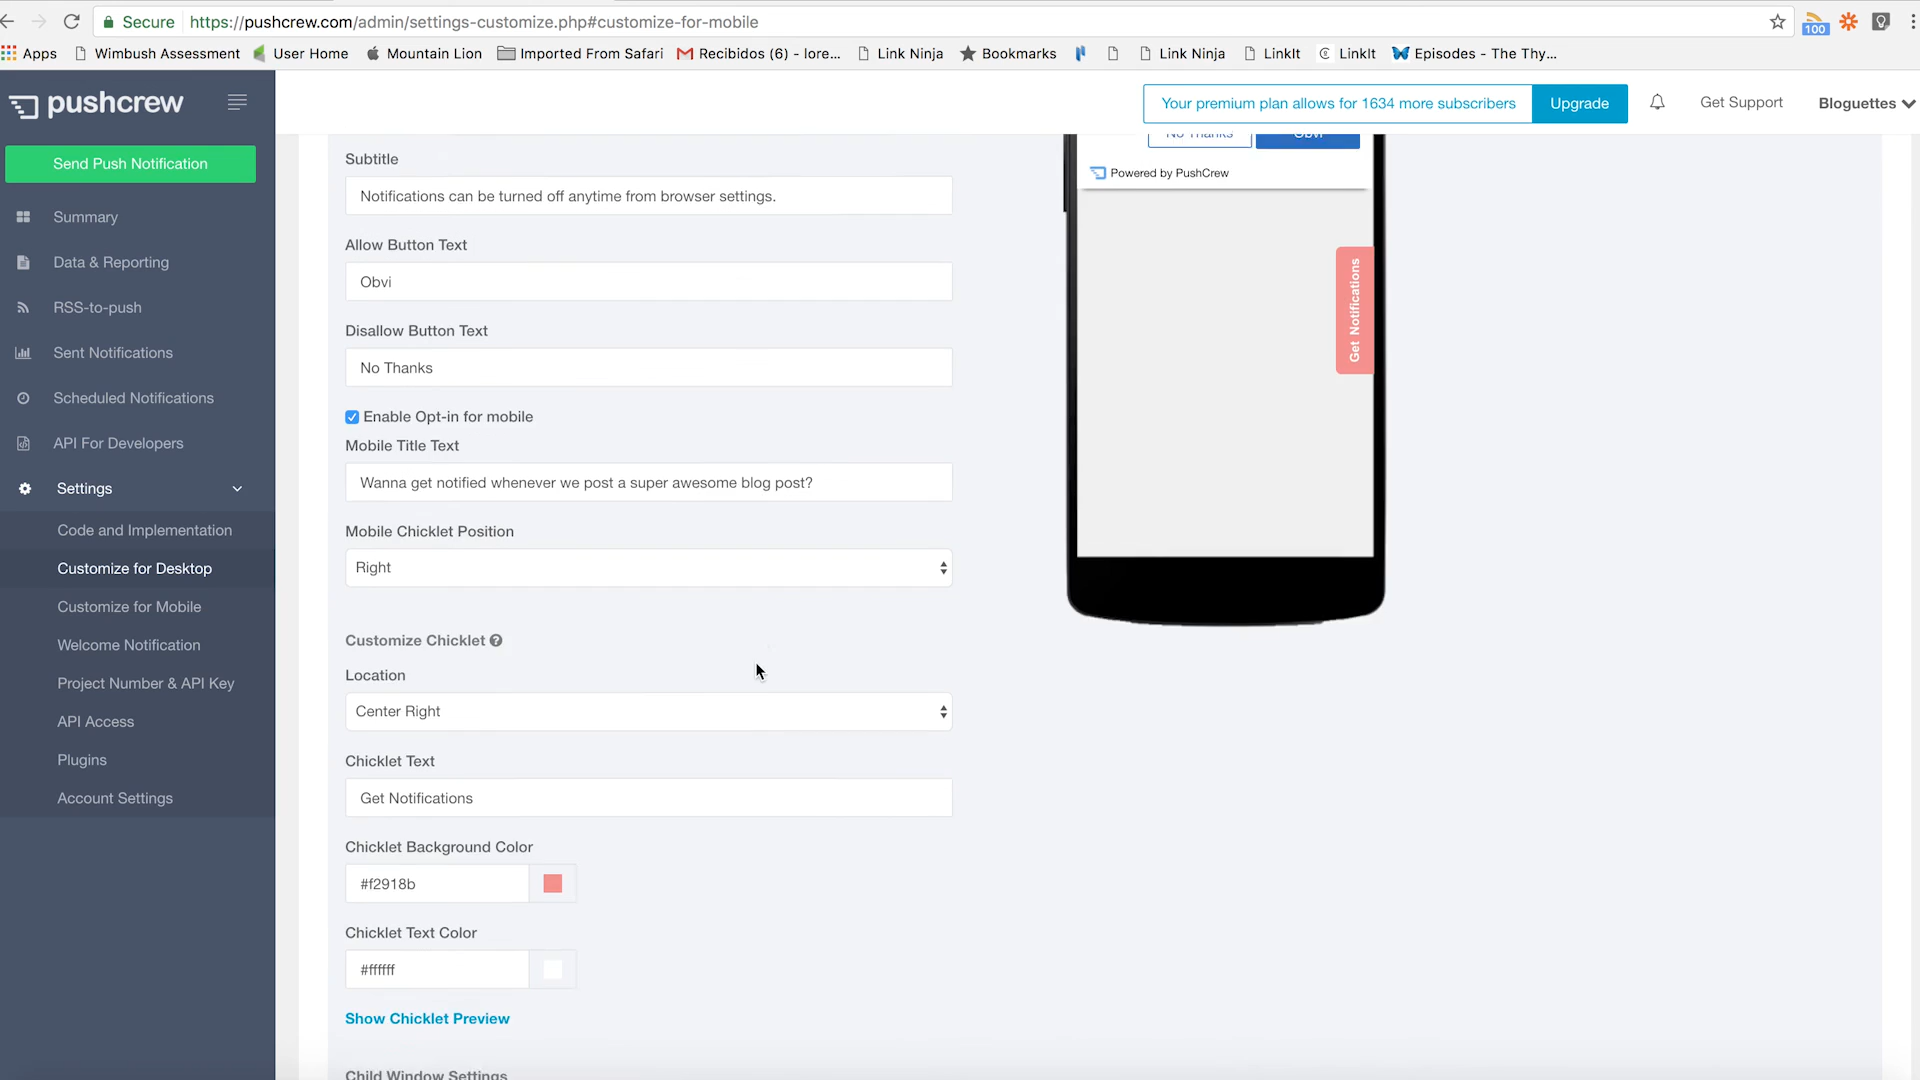 Secure https://pushcrew.com/admin/settings-customize.php#customize-for-mobile
100
Apps Wimbush Assessment User Home Mountain Lion Imported From Safari Recibidos (6) - lore... Link Ninja Bookmarks Link Ninja LinkIt LinkIt Episodes - The Thy...
pushcrew
Your premium plan allows for 1634 more subscribers Upgrade Get Support Bloguettes
Send Push Notification
Summary
Data & Reporting
RSS-to-push
Sent Notifications
Scheduled Notifications
API For Developers
Settings
Code and Implementation
Customize for Desktop
Customize for Mobile
Welcome Notification
Project Number & API Key
API Access
Plugins
Account Settings
Subtitle
Notifications can be turned off anytime from browser settings.
Allow Button Text
Obvi
Disallow Button Text
No Thanks
Enable Opt-in for mobile
Mobile Title Text
Wanna get notified whenever we post a super awesome blog post?
Mobile Chicklet Position
Right
Customize Chicklet
Location
Center Right
Chicklet Text
Get Notifications
Chicklet Background Color
#f2918b
Chicklet Text Color
#ffffff
Show Chicklet Preview
Child Window Settings
No Thanks Obvi
Powered by PushCrew
Get Notifications